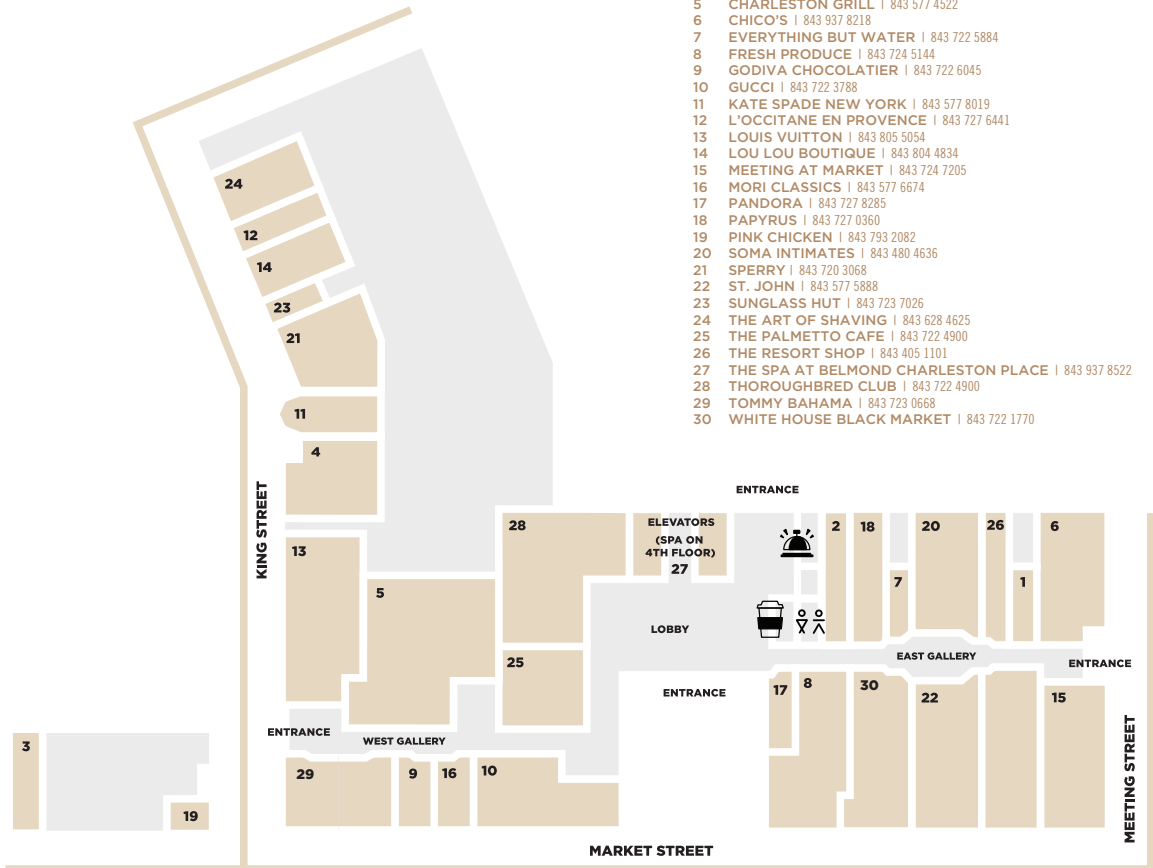 5 CHARLESTON GRILL | 843 577 4522
6 CHICO'S | 843 937 8218
7 EVERYTHING BUT WATER | 843 722 5884
8 FRESH PRODUCE | 843 724 5144
9 GODIVA CHOCOLATIER | 843 722 6045
10 GUCCI | 843 722 3788
11 KATE SPADE NEW YORK | 843 577 8019
12 L'OCCITANE EN PROVENCE | 843 727 6441
13 LOUIS VUITTON | 843 805 5054
14 LOU LOU BOUTIQUE | 843 804 4834
15 MEETING AT MARKET | 843 724 7205
16 MORI CLASSICS | 843 577 6674
17 PANDORA | 843 727 8285
18 PAPYRUS | 843 727 0360
19 PINK CHICKEN | 843 793 2082
20 SOMA INTIMATES | 843 480 4636
21 SPERRY | 843 720 3068
22 ST. JOHN | 843 577 5888
23 SUNGLASS HUT | 843 723 7026
24 THE ART OF SHAVING | 843 628 4625
25 THE PALMETTO CAFE | 843 722 4900
26 THE RESORT SHOP | 843 405 1101
27 THE SPA AT BELMOND CHARLESTON PLACE | 843 937 8522
28 THOROUGHBRED CLUB | 843 722 4900
29 TOMMY BAHAMA | 843 723 0668
30 WHITE HOUSE BLACK MARKET | 843 722 1770
24
12
14
23
21
11
4
KING STREET
13
5
28
ELEVATORS
(SPA ON
4TH FLOOR)
27
ENTRANCE
2
18
20
26
6
7
1
LOBBY
25
EAST GALLERY
ENTRANCE
ENTRANCE
17
8
30
22
15
MEETING STREET
ENTRANCE
WEST GALLERY
3
19
29
9
16
10
MARKET STREET